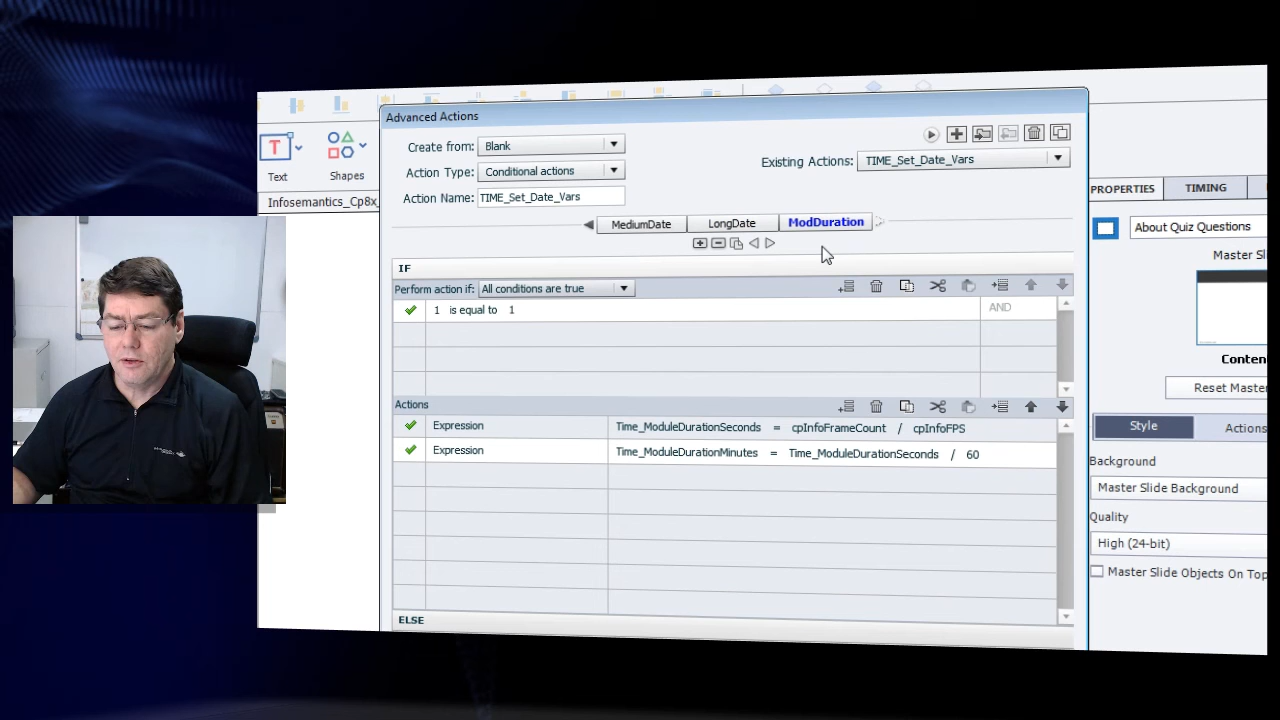 Advanced Actions
Create from: Blank
Existing Actions: TIME_Set_Date_Vars
Action Type: Conditional actions
Action Name: TIME_Set_Date_Vars
MediumDate LongDate ModDuration
IF
Perform action if: All conditions are true
1 is equal to 1 AND
Actions
Expression Time_ModuleDurationSeconds = cpInfoFrameCount / cpInfoFPS
Expression Time_ModuleDurationMinutes = Time_ModuleDurationSeconds / 60
ELSE
T
Text Shapes
Infosemantics_Cp8x_
PROPERTIES TIMING
About Quiz Questions
Master Sl
Conten
Reset Master
Style Actions
Background
Master Slide Background
Quality
High (24-bit)
Master Slide Objects On Top